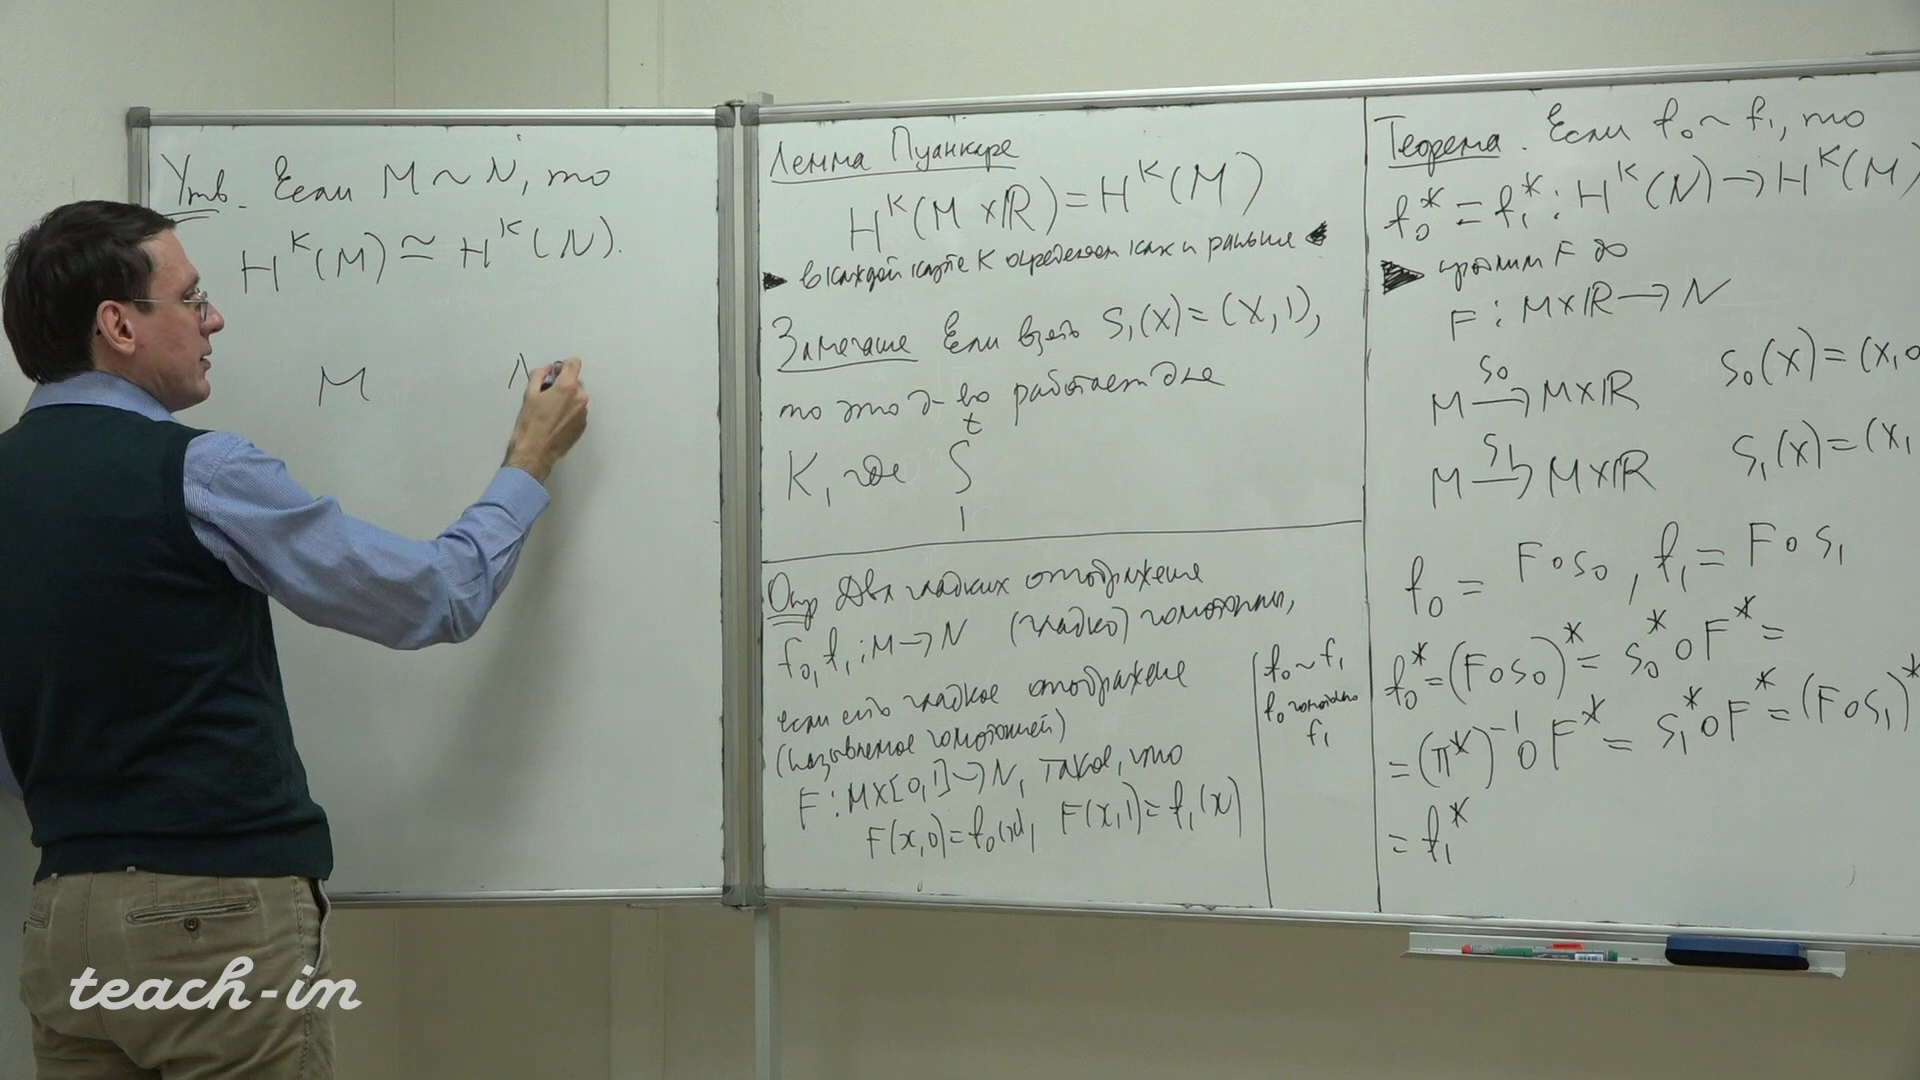 Утв. Если M ~ N, то
H^K(M) ≃ H^K(N).
M N
Лемма Пуанкаре
H^K(M×ℝ) = H^K(M)
▶ в каждой карте K определяем как и раньше ◀
Замечание Если взять S₁(x) = (x,1),
то это д-во работает для
K, где ∫₁ᵗ
Опр Два гладких отображения
f₀, f₁: M → N (гладко) гомотопны,
если есть гладкое отображение
(называемое гомотопией)
F: M×[0,1] → N, такое, что
F(x,0) = f₀(x), F(x,1) = f₁(x)
f₀ ~ f₁
f₀ гомотопно
f₁
Теорема. Если f₀ ~ f₁, то
f₀* = f₁*: H^K(N) → H^K(M)
▶ F до
F: M×ℝ → N
M →^{S₀} M×ℝ S₀(x) = (x,0
M →^{S₁} M×ℝ S₁(x) = (x,
f₀ = F∘S₀, f₁ = F∘S₁
f₀* = (F∘S₀)* = S₀*∘F* =
= (π*)⁻¹∘F* = S₁*∘F* = (F∘S₁)*
= f₁*
teach-in